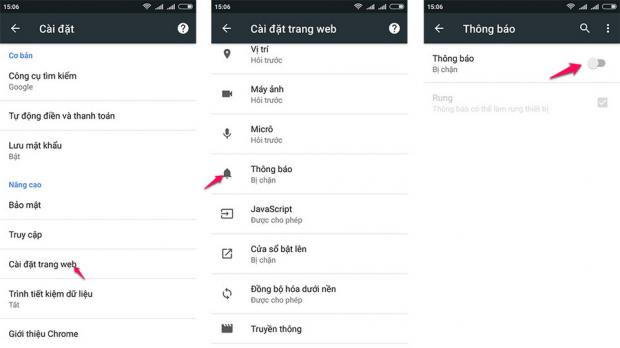 15:06
Cài đặt
Cơ bản
Công cụ tìm kiếm
Google
Tự động điền và thanh toán
Lưu mật khẩu
Bật
Nâng cao
Bảo mật
Truy cập
Cài đặt trang web
Trình tiết kiệm dữ liệu
Tắt
Giới thiệu Chrome
15:06
Cài đặt trang web
Vị trí
Hỏi trước
Máy ảnh
Hỏi trước
Micrô
Hỏi trước
Thông báo
Bị chặn
JavaScript
Được cho phép
Cửa sổ bật lên
Bị chặn
Đồng bộ hóa dưới nền
Được cho phép
Truyền thông
15:06
Thông báo
Thông báo
Bị chặn
Rung
Thông báo có thể làm rung thiết bị